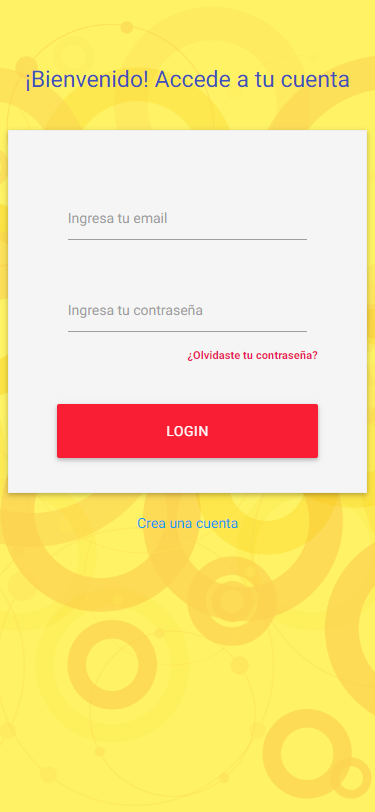 ¡Bienvenido! Accede a tu cuenta
Ingresa tu email
Ingresa tu contraseña
¿Olvidaste tu contraseña?
LOGIN
Crea una cuenta